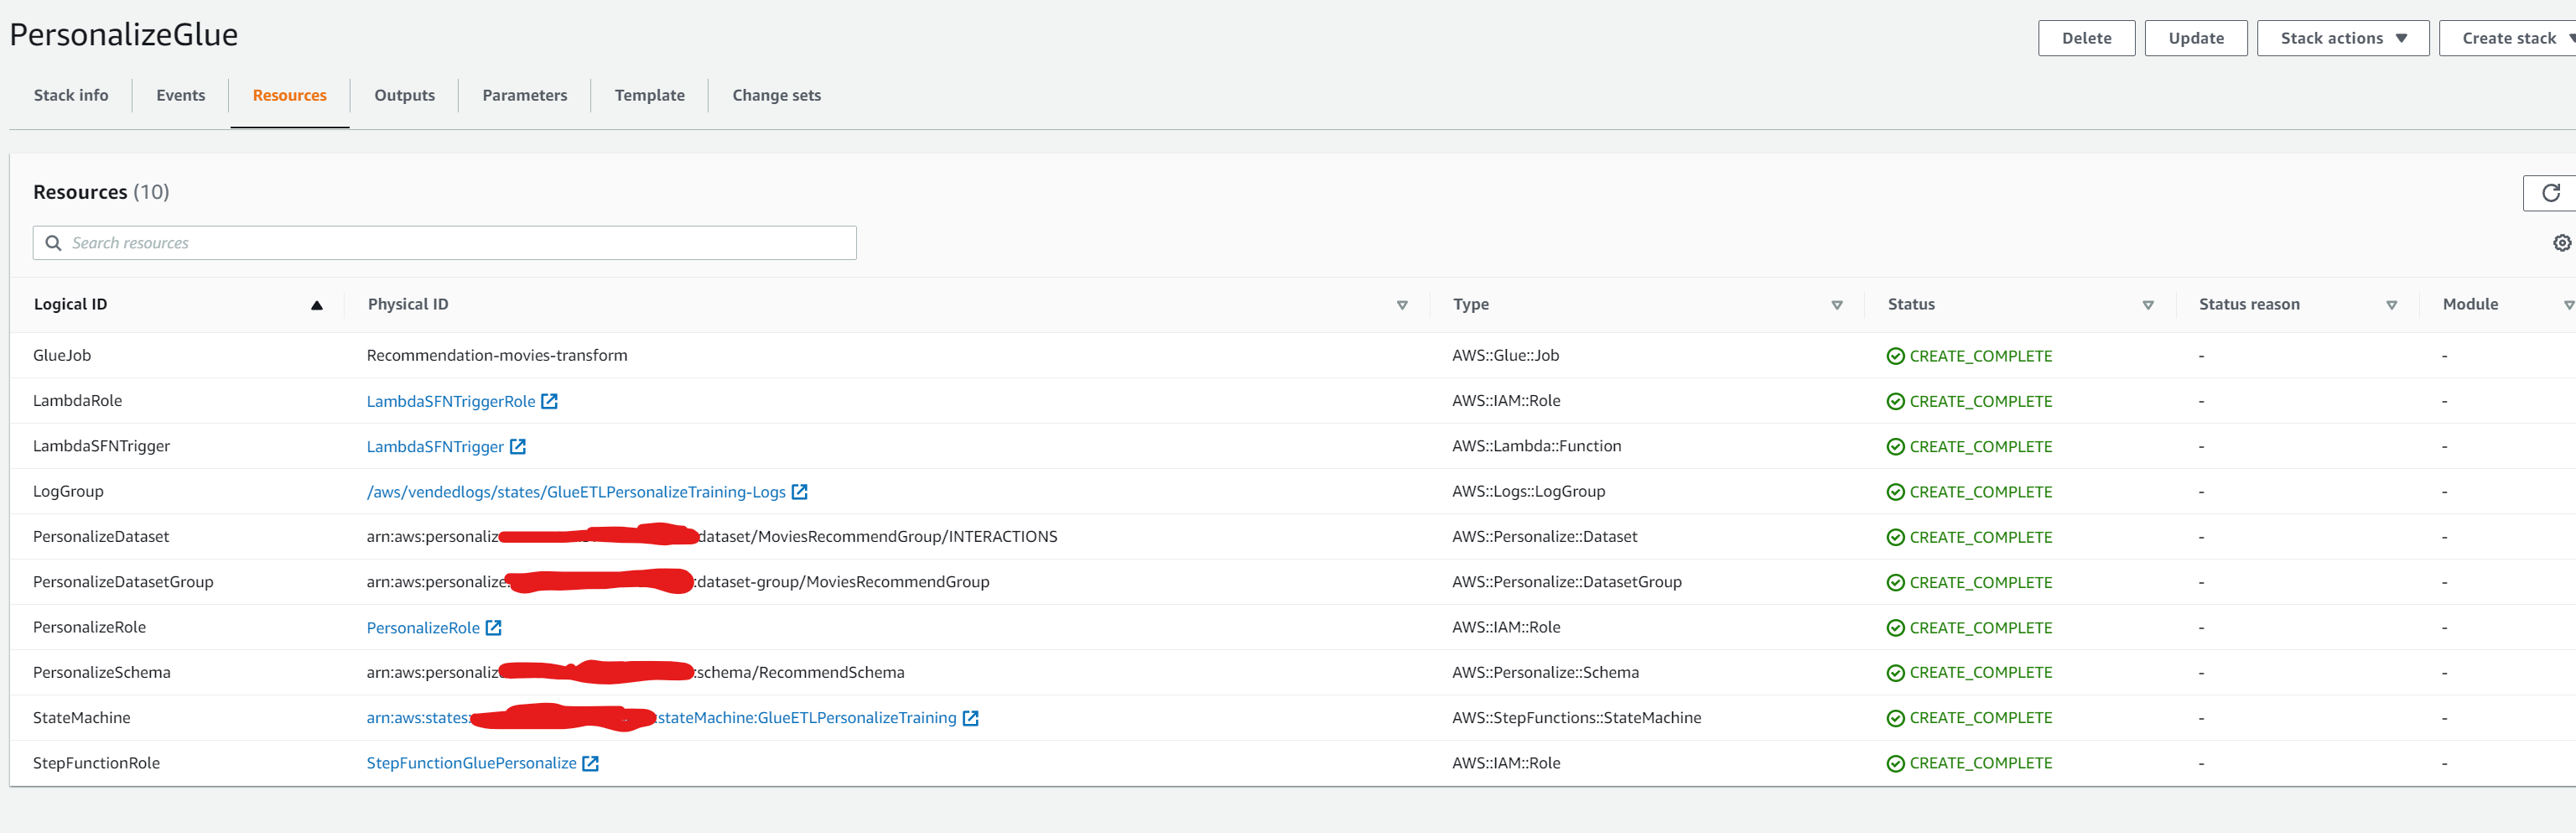 PersonalizeGlue
Delete Update Stack actions Create stack
Stack info Events Resources Outputs Parameters Template Change sets
Resources (10)
Search resources
Logical ID Physical ID Type Status Status reason Module
GlueJob Recommendation-movies-transform AWS::Glue::Job CREATE_COMPLETE - -
LambdaRole LambdaSFNTriggerRole AWS::IAM::Role CREATE_COMPLETE - -
LambdaSFNTrigger LambdaSFNTrigger AWS::Lambda::Function CREATE_COMPLETE - -
LogGroup /aws/vendedlogs/states/GlueETLPersonalizeTraining-Logs AWS::Logs::LogGroup CREATE_COMPLETE - -
PersonalizeDataset arn:aws:personaliz dataset/MoviesRecommendGroup/INTERACTIONS AWS::Personalize::Dataset CREATE_COMPLETE - -
PersonalizeDatasetGroup arn:aws:personalize: :dataset-group/MoviesRecommendGroup AWS::Personalize::DatasetGroup CREATE_COMPLETE - -
PersonalizeRole PersonalizeRole AWS::IAM::Role CREATE_COMPLETE - -
PersonalizeSchema arn:aws:personaliz :schema/RecommendSchema AWS::Personalize::Schema CREATE_COMPLETE - -
StateMachine arn:aws:states: :stateMachine:GlueETLPersonalizeTraining AWS::StepFunctions::StateMachine CREATE_COMPLETE - -
StepFunctionRole StepFunctionGluePersonalize AWS::IAM::Role CREATE_COMPLETE - -